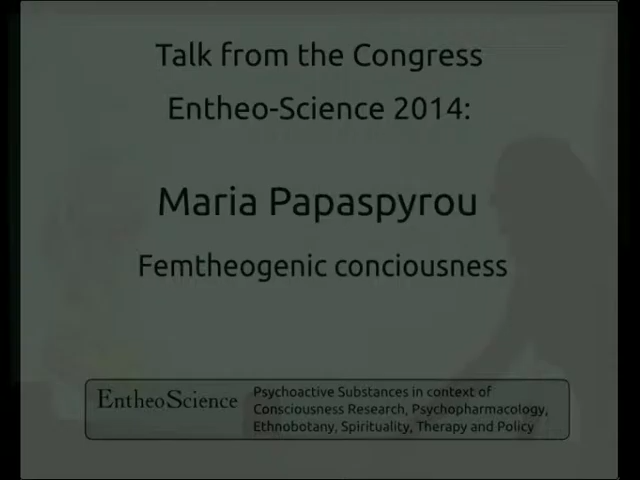 Talk from the Congress
Entheo-Science 2014:
Maria Papaspyrou
Femtheogenic conciousness
EntheoScience
Psychoactive Substances in context of
Consciousness Research, Psychopharmacology,
Ethnobotany, Spirituality, Therapy and Policy